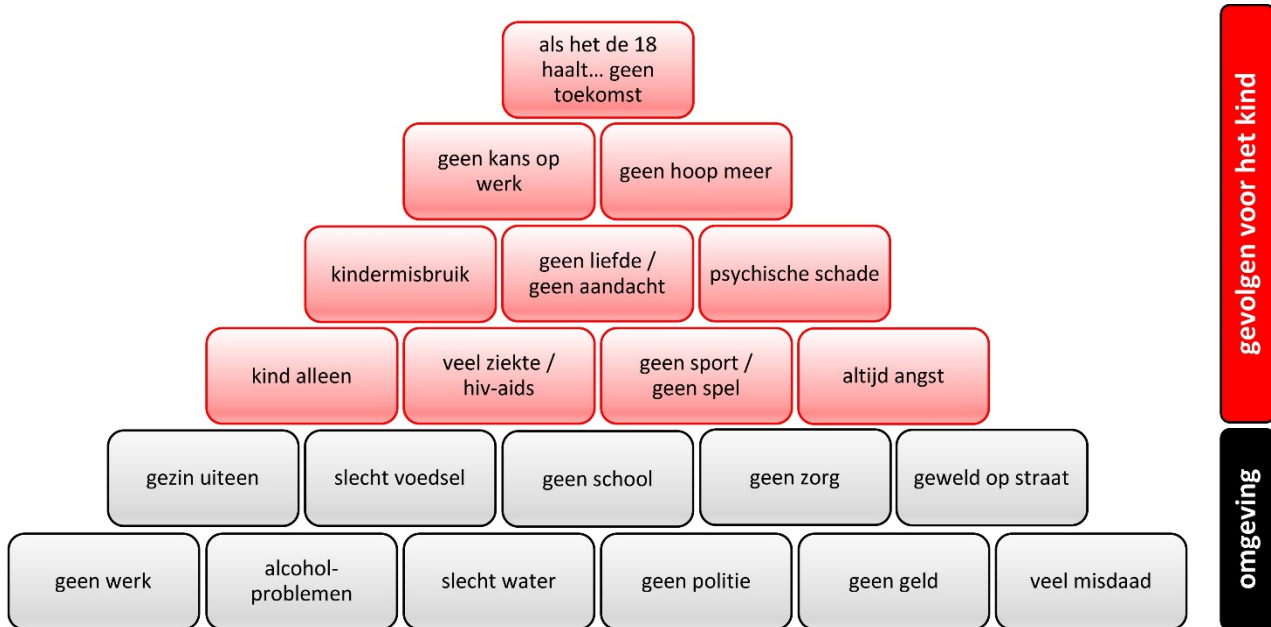 als het de 18
haalt... geen
toekomst
geen kans op
werk
geen hoop meer
kindermisbruik
geen liefde /
geen aandacht
psychische schade
kind alleen
veel ziekte /
hiv-aids
geen sport /
geen spel
altijd angst
gezin uiteen
slecht voedsel
geen school
geen zorg
geweld op straat
geen werk
alcohol-
problemen
slecht water
geen politie
geen geld
veel misdaad
gevolgen voor het kind
omgeving